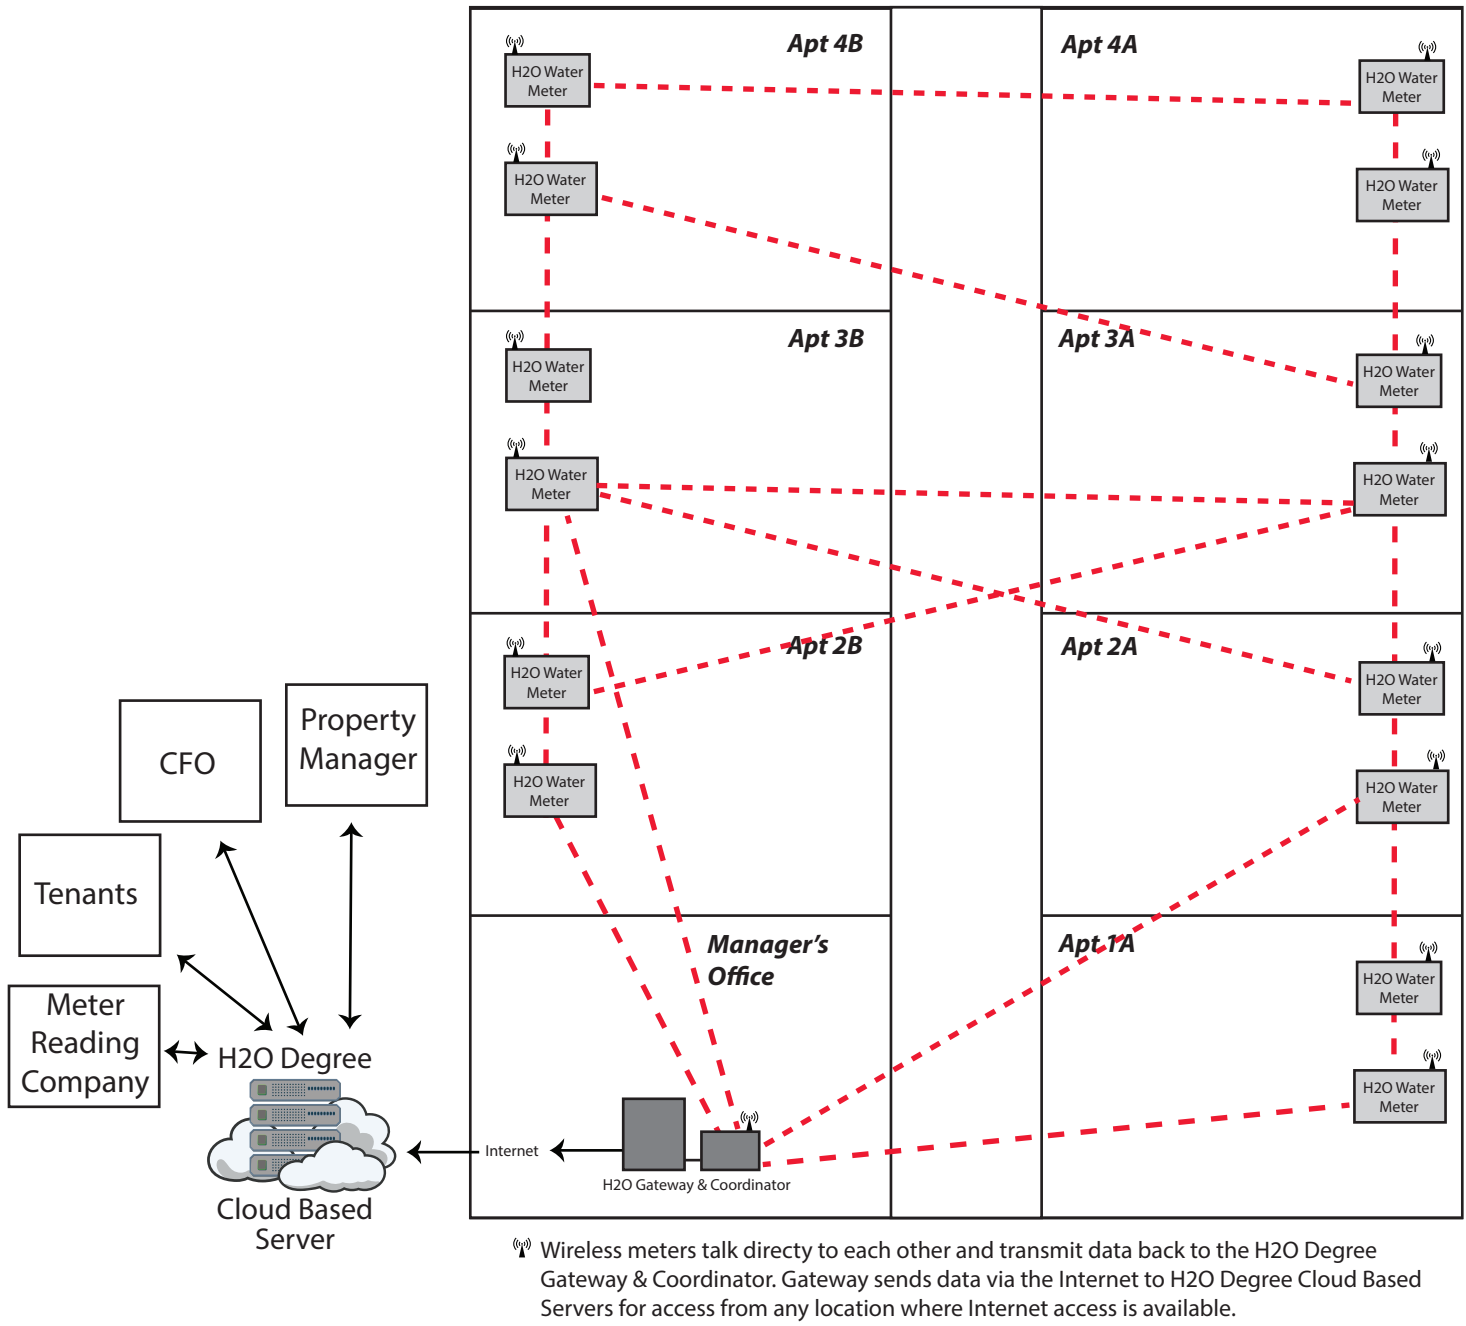 Apt 4B
Apt 4A
H2O Water
Meter
H2O Water
Meter
H2O Water
Meter
H2O Water
Meter
Apt 3B
Apt 3A
H2O Water
Meter
H2O Water
Meter
H2O Water
Meter
H2O Water
Meter
Apt 2B
Apt 2A
H2O Water
Meter
H2O Water
Meter
H2O Water
Meter
H2O Water
Meter
Property
Manager
CFO
Tenants
Meter
Reading
Company
H2O Degree
Cloud Based
Server
Manager's
Office
Apt 1A
H2O Water
Meter
H2O Water
Meter
Internet
H2O Gateway & Coordinator
Wireless meters talk directy to each other and transmit data back to the H2O Degree
Gateway & Coordinator. Gateway sends data via the Internet to H2O Degree Cloud Based
Servers for access from any location where Internet access is available.